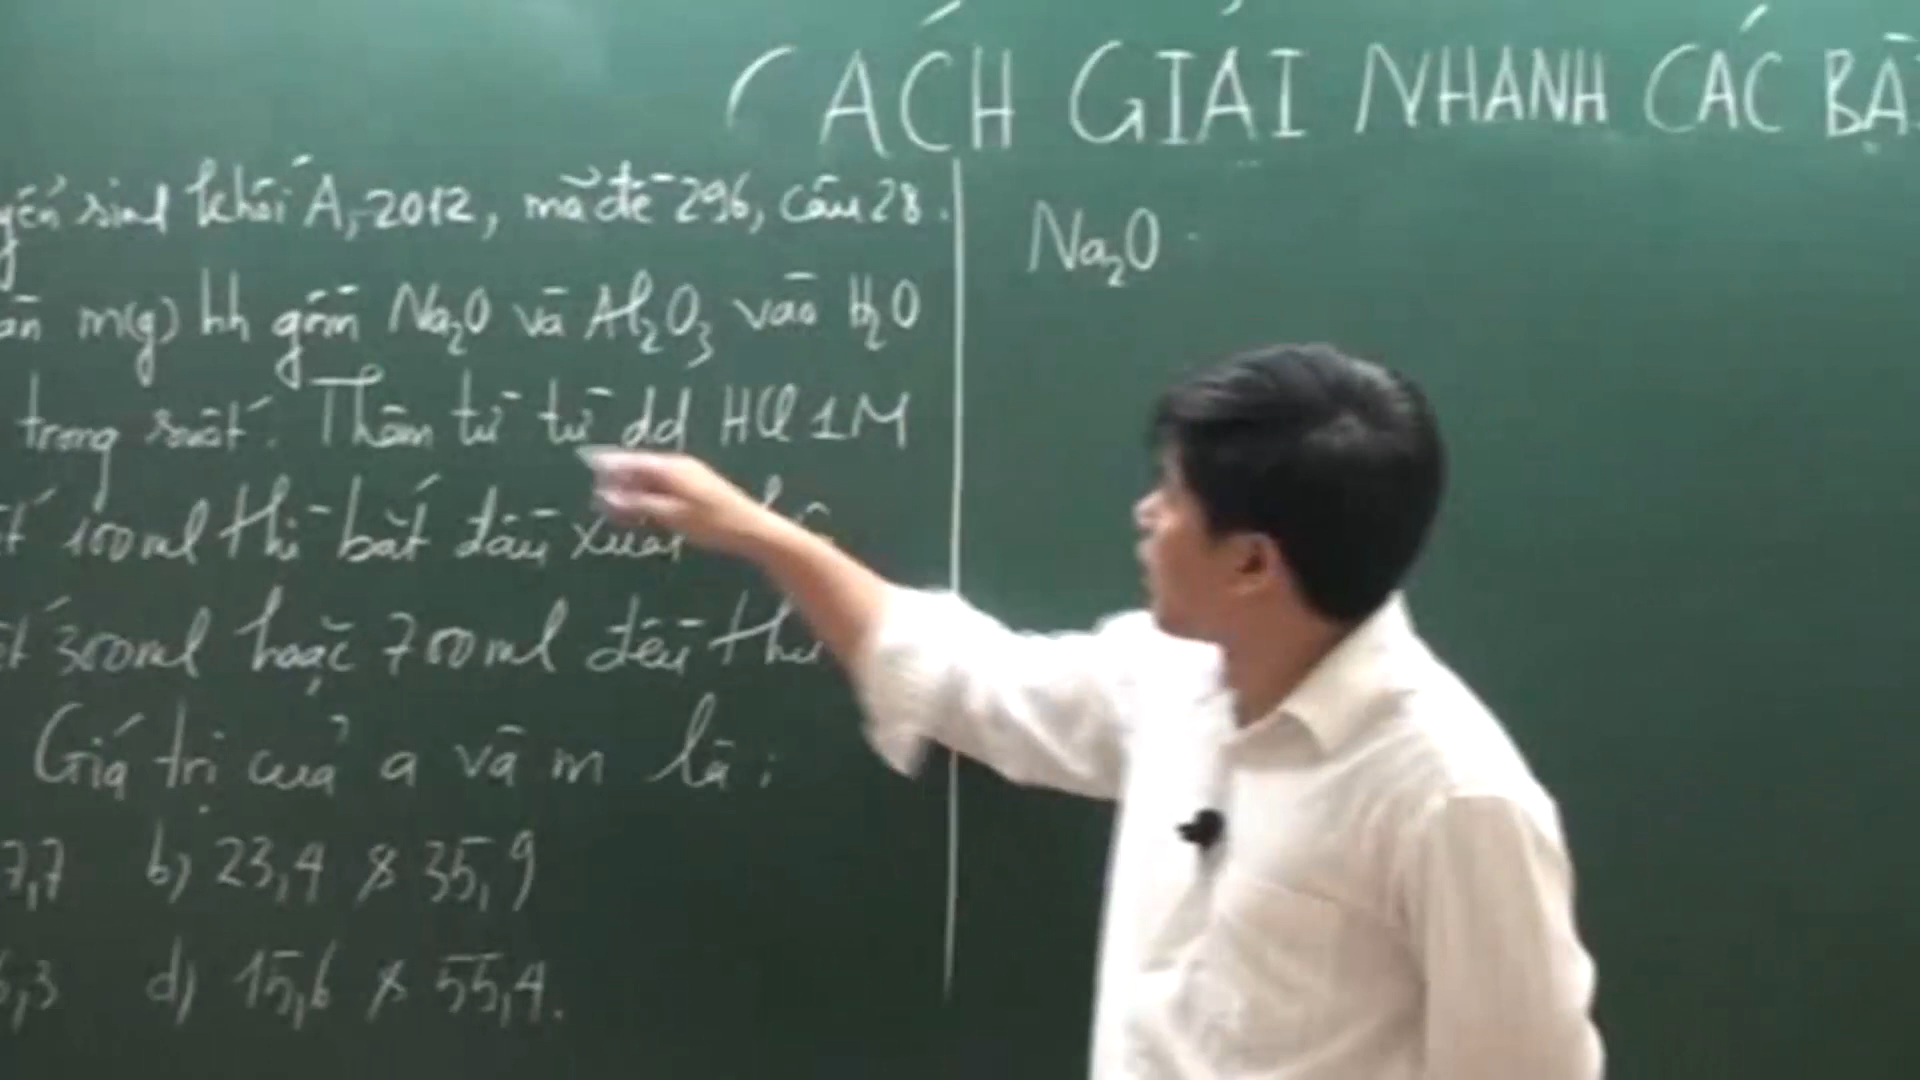 CÁCH GIẢI NHANH CÁC BÀI
yển sinh khối A, 2012, mã đề 296, câu 28.
m(g) hh gồm Na₂O và Al₂O₃ vào H₂O
trong suốt. Thêm từ từ dd HCl 1M
100ml thì bắt đầu xuất
300ml hoặc 700ml đều thu
Giá trị của a và m là:
7,7 b) 23,4 & 35,9
6,3 d) 15,6 & 55,4.
Na₂O